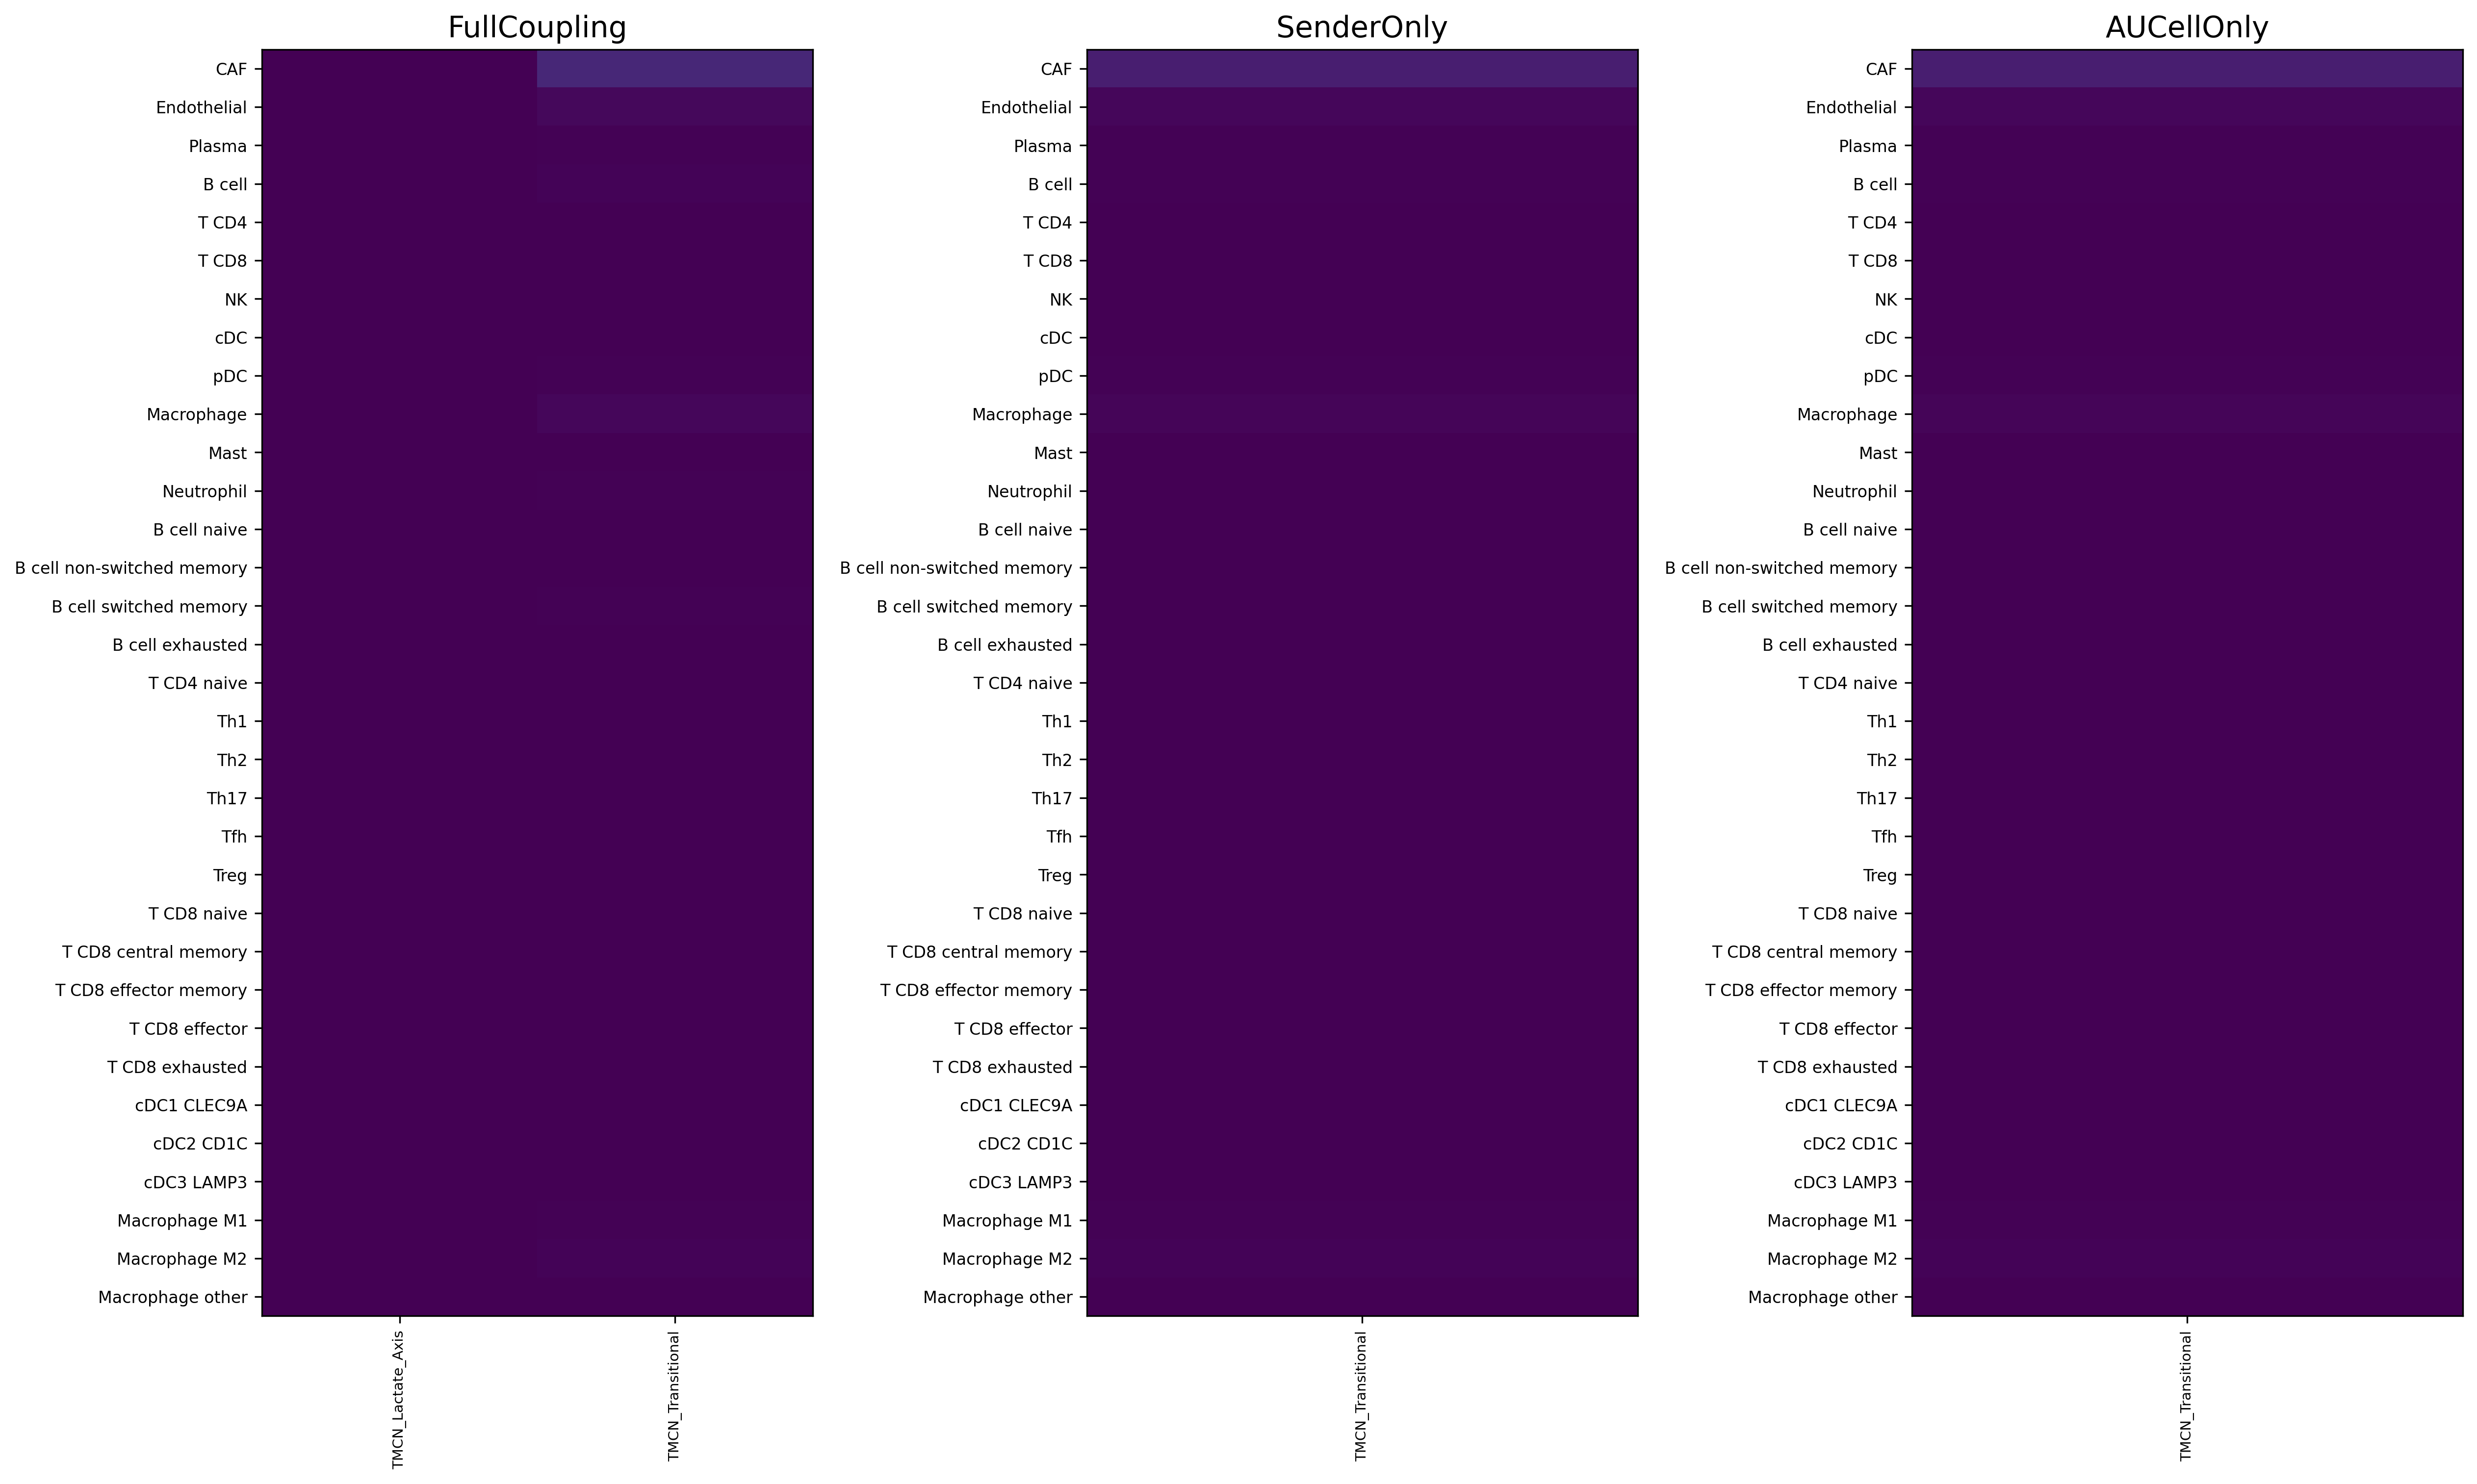 FullCoupling
CAF
Endothelial
Plasma
B cell
T CD4
T CD8
NK
cDC
pDC
Macrophage
Mast
Neutrophil
B cell naive
B cell non-switched memory
B cell switched memory
B cell exhausted
T CD4 naive
Th1
Th2
Th17
Tfh
Treg
T CD8 naive
T CD8 central memory
T CD8 effector memory
T CD8 effector
T CD8 exhausted
cDC1 CLEC9A
cDC2 CD1C
cDC3 LAMP3
Macrophage M1
Macrophage M2
Macrophage other
TMCN_Lactate_Axis
TMCN_Transitional
SenderOnly
CAF
Endothelial
Plasma
B cell
T CD4
T CD8
NK
cDC
pDC
Macrophage
Mast
Neutrophil
B cell naive
B cell non-switched memory
B cell switched memory
B cell exhausted
T CD4 naive
Th1
Th2
Th17
Tfh
Treg
T CD8 naive
T CD8 central memory
T CD8 effector memory
T CD8 effector
T CD8 exhausted
cDC1 CLEC9A
cDC2 CD1C
cDC3 LAMP3
Macrophage M1
Macrophage M2
Macrophage other
TMCN_Transitional
AUCellOnly
CAF
Endothelial
Plasma
B cell
T CD4
T CD8
NK
cDC
pDC
Macrophage
Mast
Neutrophil
B cell naive
B cell non-switched memory
B cell switched memory
B cell exhausted
T CD4 naive
Th1
Th2
Th17
Tfh
Treg
T CD8 naive
T CD8 central memory
T CD8 effector memory
T CD8 effector
T CD8 exhausted
cDC1 CLEC9A
cDC2 CD1C
cDC3 LAMP3
Macrophage M1
Macrophage M2
Macrophage other
TMCN_Transitional